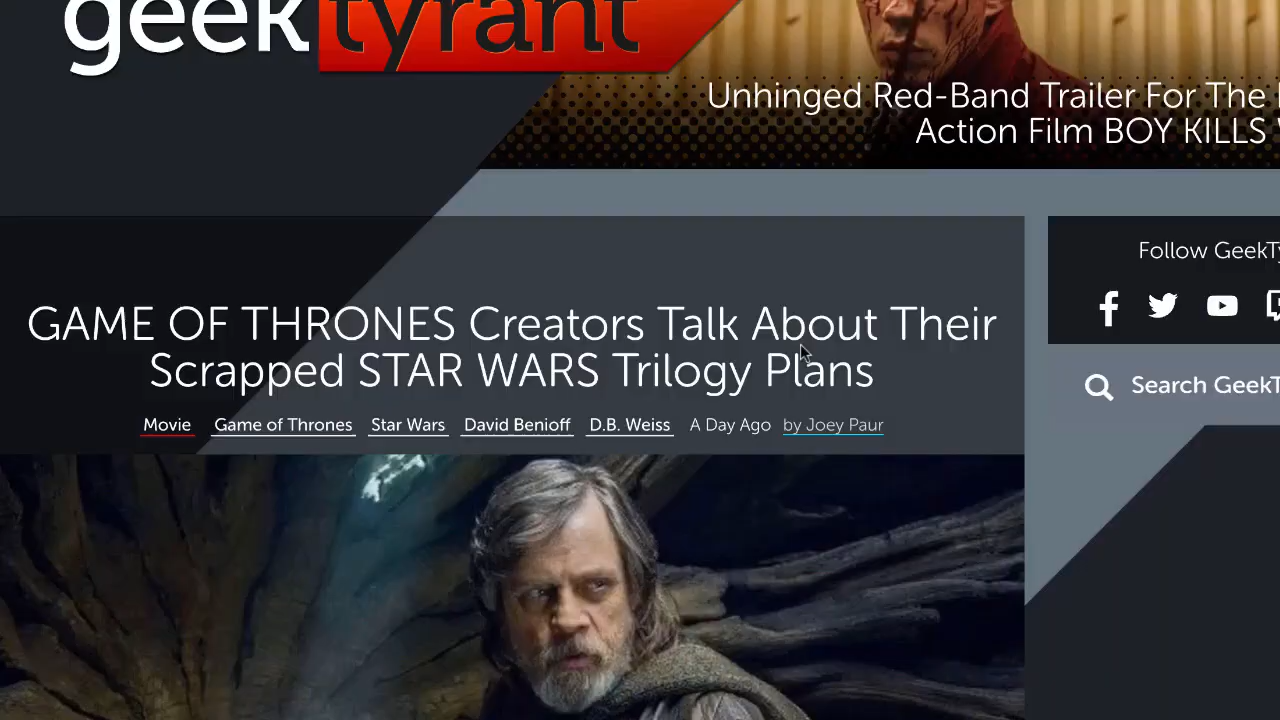 geektyrant
Unhinged Red-Band Trailer For The
Action Film BOY KILLS
Follow
GAME OF THRONES Creators Talk About Their
Scrapped STAR WARS Trilogy Plans
Search
Movie Game of Thrones Star Wars David Benioff D.B. Weiss A Day Ago by Joey Paur